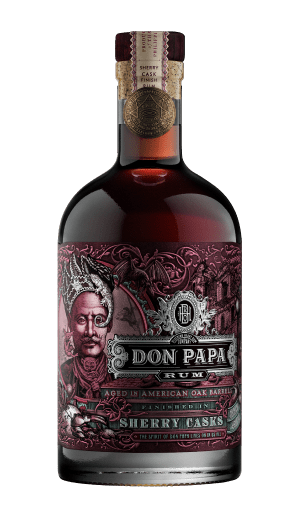 SHERRY
CASK
FINISH
DON PAPA
RUM
AGED IN AMERICAN OAK BARRELS
FINISHED IN
SHERRY CASKS